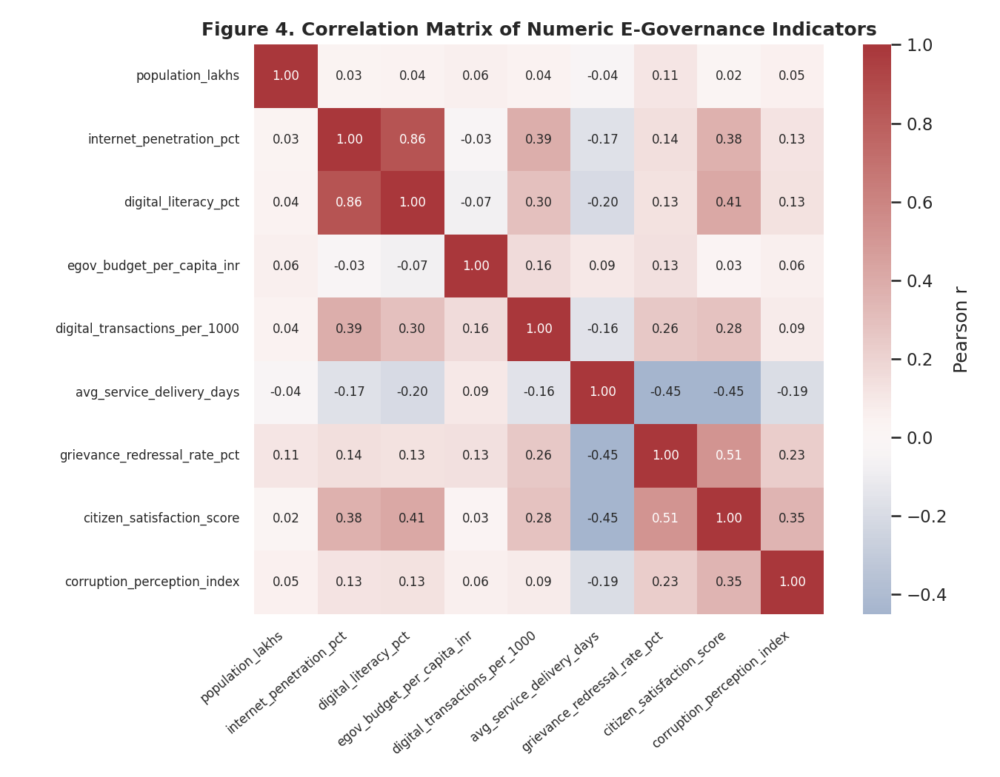 Figure 4. Correlation Matrix of Numeric E-Governance Indicators
population_lakhs 1.00 0.03 0.04 0.06 0.04 -0.04 0.11 0.02 0.05
internet_penetration_pct 0.03 1.00 0.86 -0.03 0.39 -0.17 0.14 0.38 0.13
digital_literacy_pct 0.04 0.86 1.00 -0.07 0.30 -0.20 0.13 0.41 0.13
egov_budget_per_capita_inr 0.06 -0.03 -0.07 1.00 0.16 0.09 0.13 0.03 0.06
digital_transactions_per_1000 0.04 0.39 0.30 0.16 1.00 -0.16 0.26 0.28 0.09
avg_service_delivery_days -0.04 -0.17 -0.20 0.09 -0.16 1.00 -0.45 -0.45 -0.19
grievance_redressal_rate_pct 0.11 0.14 0.13 0.13 0.26 -0.45 1.00 0.51 0.23
citizen_satisfaction_score 0.02 0.38 0.41 0.03 0.28 -0.45 0.51 1.00 0.35
corruption_perception_index 0.05 0.13 0.13 0.06 0.09 -0.19 0.23 0.35 1.00
population_lakhs
internet_penetration_pct
digital_literacy_pct
egov_budget_per_capita_inr
digital_transactions_per_1000
avg_service_delivery_days
grievance_redressal_rate_pct
citizen_satisfaction_score
corruption_perception_index
1.0
0.8
0.6
0.4
0.2
0.0
−0.2
−0.4
Pearson r